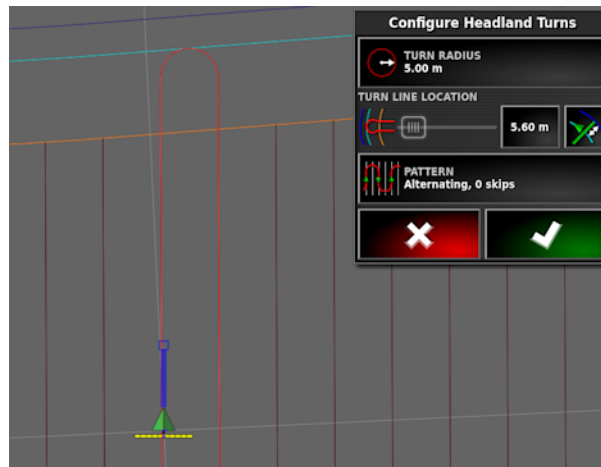 Configure Headland Turns
TURN RADIUS
5.00 m
TURN LINE LOCATION
5.60 m
PATTERN
Alternating, 0 skips